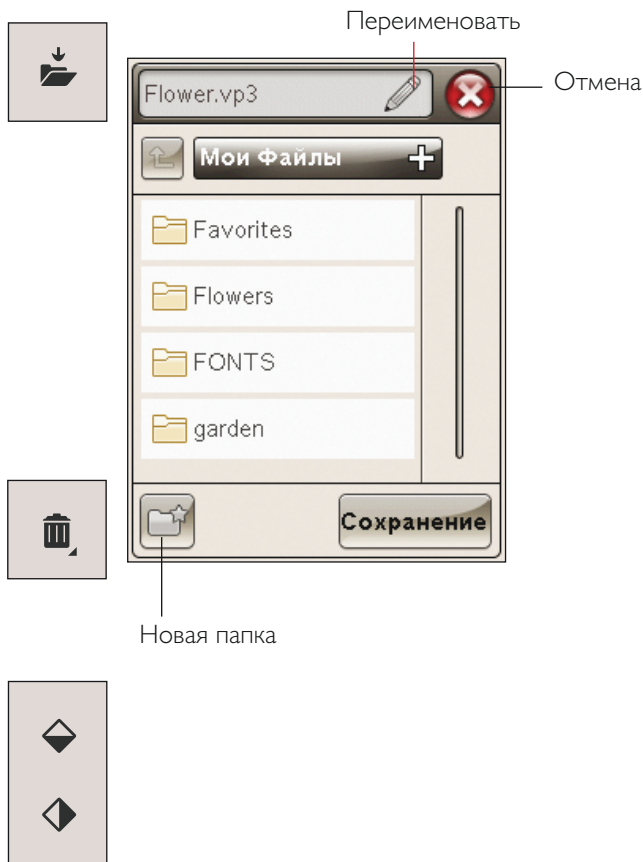 Переименовать
Flower.vp3
Отмена
Мои Файлы
Favorites
Flowers
FONTS
garden
Сохранение
Новая папка